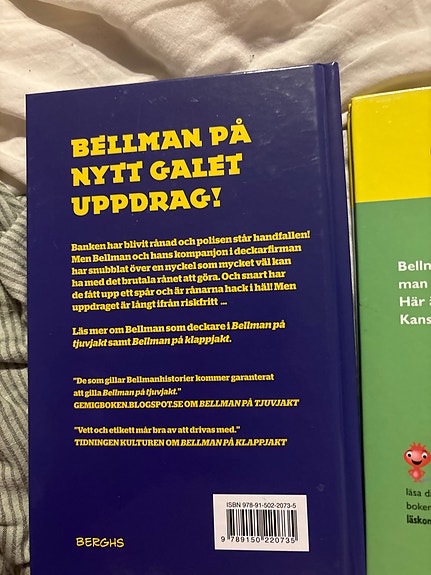 BELLMAN PÅ
NYTT GALET
UPPDRAG!
Banken har blivit rånad och polisen står handfallen!
Men Bellman och hans kompanjon i deckarfirman
har snubblat över en nyckel som mycket väl kan
ha med det brutala rånet att göra. Och snart har
de fått upp ett spår och är rånarna hack i häl! Men
uppdraget är långt ifrån riskfritt ...
Läs mer om Bellman som deckare i Bellman på
tjuvjakt samt Bellman på klappjakt.
"De som gillar Bellmanhistorier kommer garanterat
att gilla Bellman på tjuvjakt."
GEMIGBOKEN.BLOGSPOT.SE OM BELLMAN PÅ TJUVJAKT
"Vett och etikett mår bra av att drivas med."
TIDNINGEN KULTUREN OM BELLMAN PÅ KLAPPJAKT
ISBN 978-91-502-2073-5
9 789150 220735
BERGHS
Belln
man
Här ä
Kans
läsa d
boken
läskon